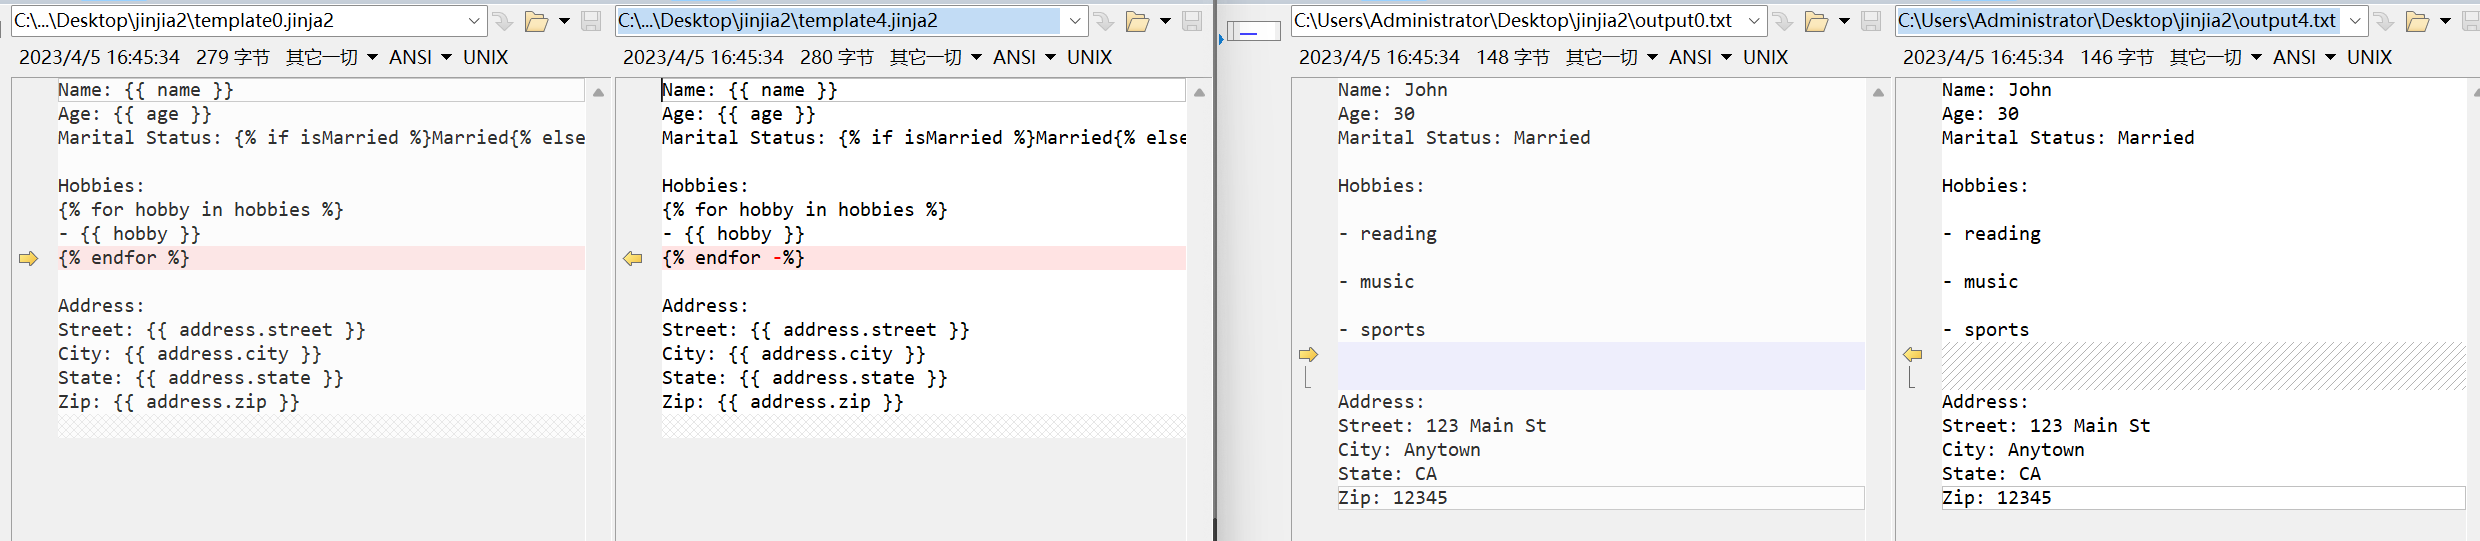 C:\...\Desktop\jinjia2\template0.jinja2
2023/4/5 16:45:34 279 字节 其它一切 ANSI UNIX
Name: {{ name }}
Age: {{ age }}
Marital Status: {% if isMarried %}Married{% else
Hobbies:
{% for hobby in hobbies %}
- {{ hobby }}
{% endfor %}
Address:
Street: {{ address.street }}
City: {{ address.city }}
State: {{ address.state }}
Zip: {{ address.zip }}
C:\...\Desktop\jinjia2\template4.jinja2
2023/4/5 16:45:34 280 字节 其它一切 ANSI UNIX
Name: {{ name }}
Age: {{ age }}
Marital Status: {% if isMarried %}Married{% else
Hobbies:
{% for hobby in hobbies %}
- {{ hobby }}
{% endfor -%}
Address:
Street: {{ address.street }}
City: {{ address.city }}
State: {{ address.state }}
Zip: {{ address.zip }}
C:\Users\Administrator\Desktop\jinjia2\output0.txt
2023/4/5 16:45:34 148 字节 其它一切 ANSI UNIX
Name: John
Age: 30
Marital Status: Married
Hobbies:
- reading
- music
- sports
Address:
Street: 123 Main St
City: Anytown
State: CA
Zip: 12345
C:\Users\Administrator\Desktop\jinjia2\output4.txt
2023/4/5 16:45:34 146 字节 其它一切 ANSI UNIX
Name: John
Age: 30
Marital Status: Married
Hobbies:
- reading
- music
- sports
Address:
Street: 123 Main St
City: Anytown
State: CA
Zip: 12345